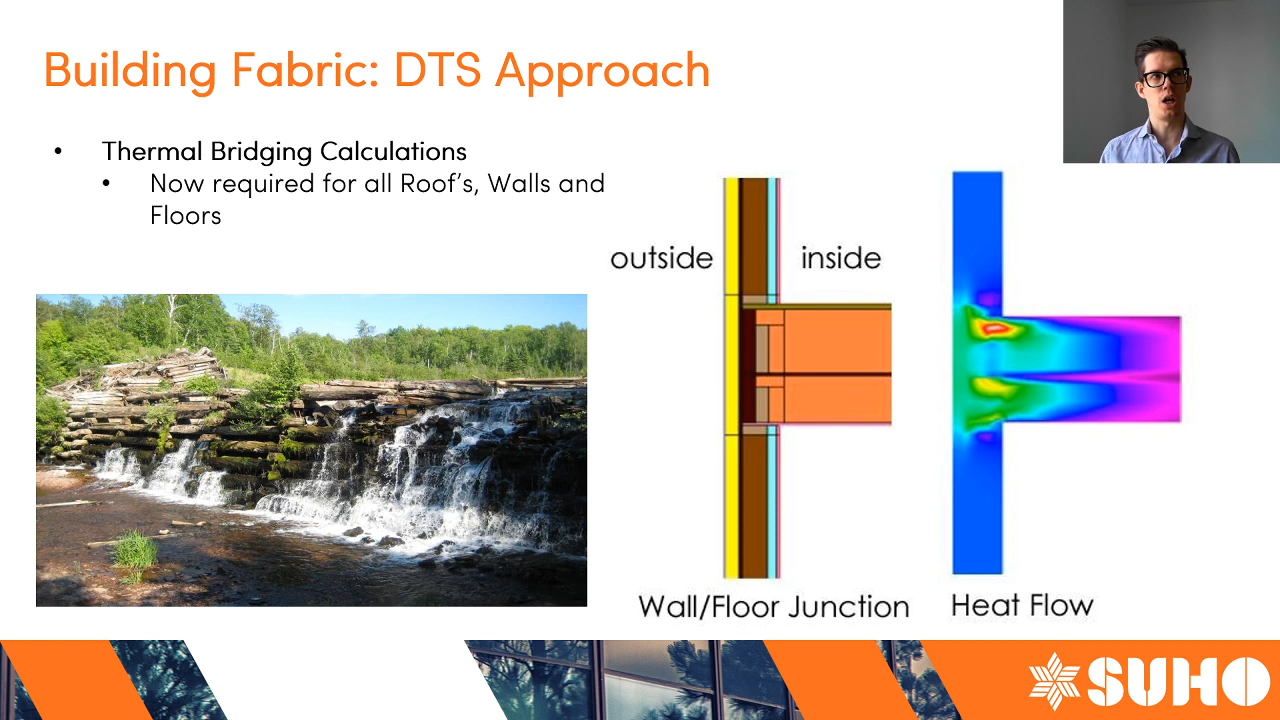 Building Fabric: DTS Approach
• Thermal Bridging Calculations
• Now required for all Roof's, Walls and
Floors
outside
inside
Wall/Floor Junction
Heat Flow
SUHO